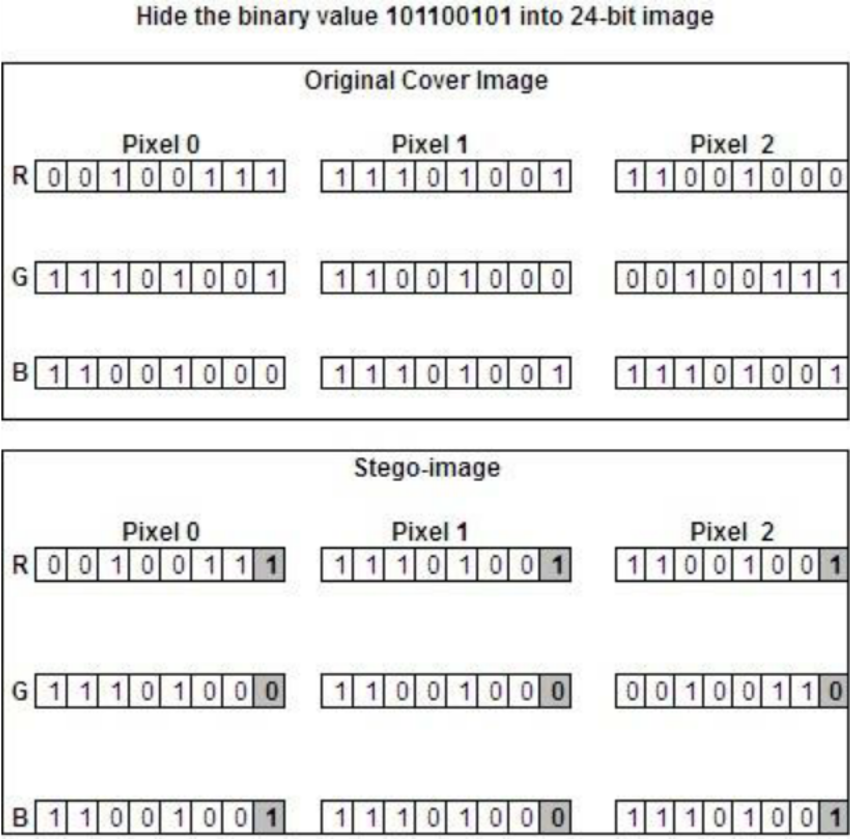 Hide the binary value 101100101 into 24-bit image
Original Cover Image
Pixel 0 Pixel 1 Pixel 2
R 0 0 1 0 0 1 1 1 1 1 1 0 1 0 0 1 1 1 0 0 1 0 0 0
G 1 1 1 0 1 0 0 1 1 1 0 0 1 0 0 0 0 0 1 0 0 1 1 1
B 1 1 0 0 1 0 0 0 1 1 1 0 1 0 0 1 1 1 1 0 1 0 0 1
Stego-image
Pixel 0 Pixel 1 Pixel 2
R 0 0 1 0 0 1 1 1 1 1 1 0 1 0 0 1 1 1 0 0 1 0 0 1
G 1 1 1 0 1 0 0 0 1 1 0 0 1 0 0 0 0 0 1 0 0 1 1 0
B 1 1 0 0 1 0 0 1 1 1 1 0 1 0 0 0 1 1 1 0 1 0 0 1